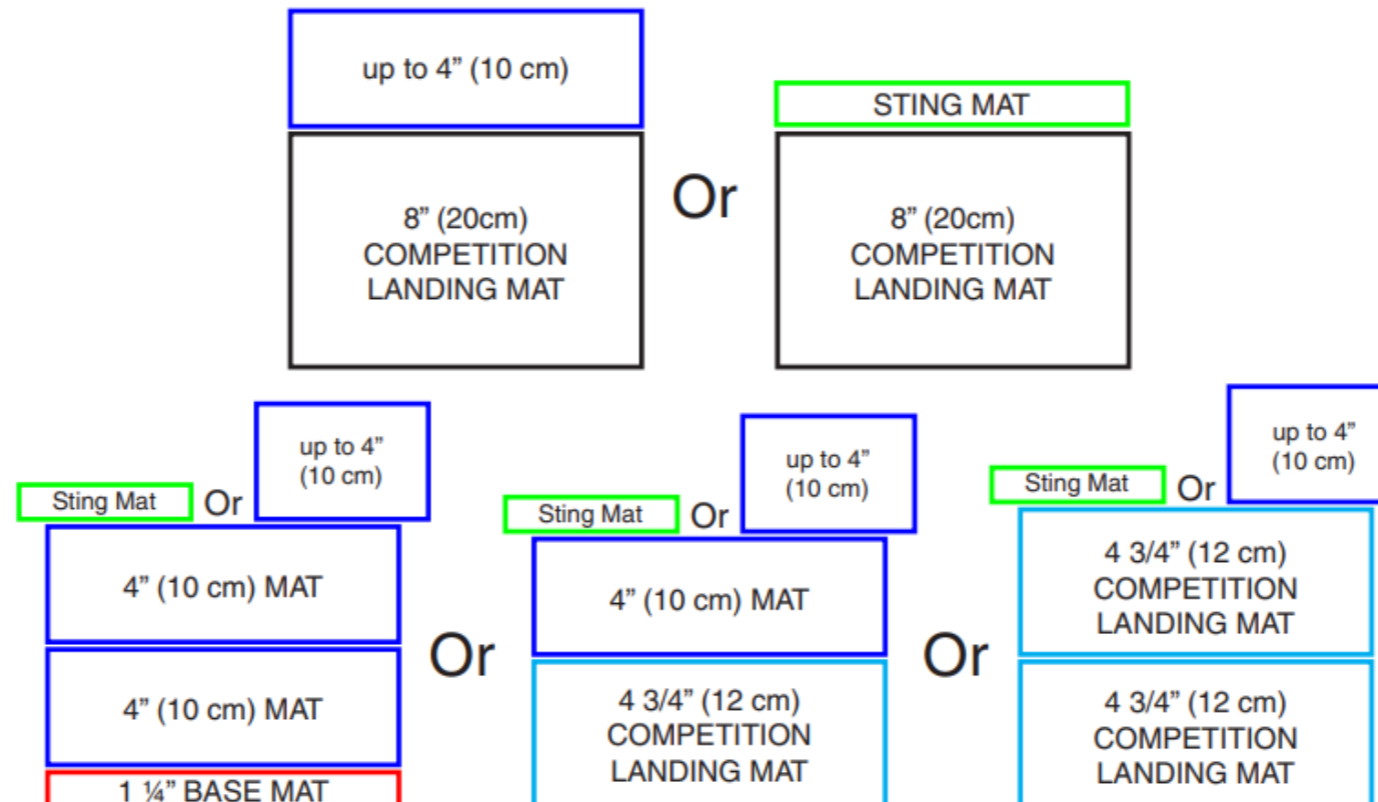 up to 4” (10 cm)
8” (20cm)
COMPETITION
LANDING MAT
Or
STING MAT
8” (20cm)
COMPETITION
LANDING MAT
Sting Mat
Or
up to 4”
(10 cm)
4” (10 cm) MAT
4” (10 cm) MAT
1 ¼” BASE MAT
Or
Sting Mat
Or
up to 4”
(10 cm)
4” (10 cm) MAT
4 3/4” (12 cm)
COMPETITION
LANDING MAT
Or
Sting Mat
Or
up to 4”
(10 cm)
4 3/4” (12 cm)
COMPETITION
LANDING MAT
4 3/4” (12 cm)
COMPETITION
LANDING MAT